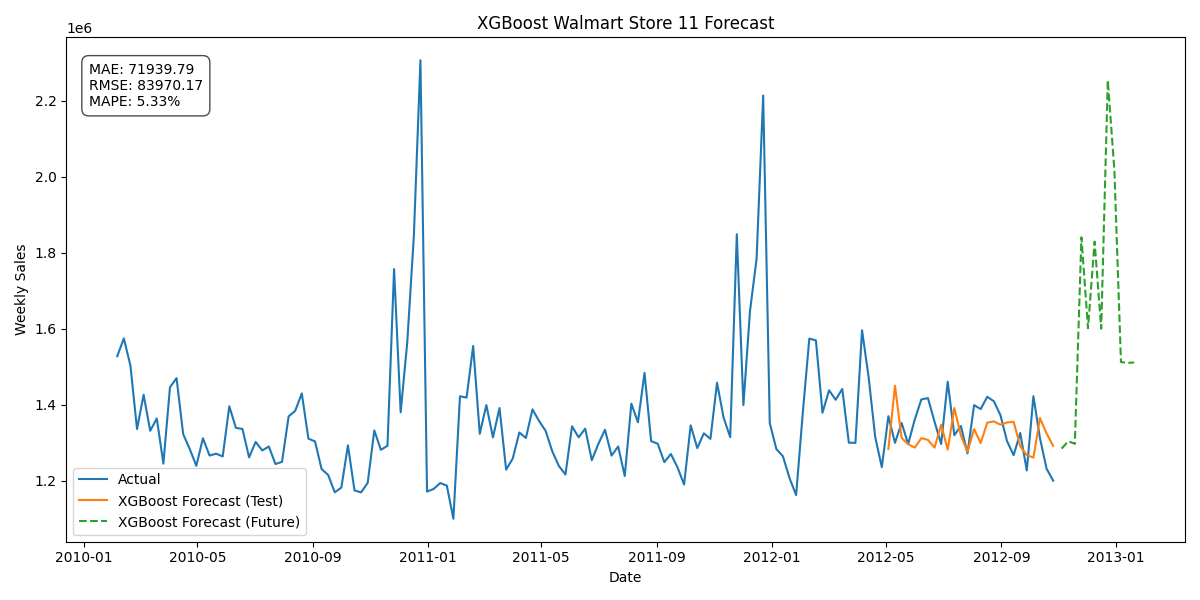 XGBoost Walmart Store 11 Forecast
1e6
MAE: 71939.79
RMSE: 83970.17
MAPE: 5.33%
2.2
2.0
1.8
1.6
1.4
1.2
Weekly Sales
Actual
XGBoost Forecast (Test)
XGBoost Forecast (Future)
2010-01 2010-05 2010-09 2011-01 2011-05 2011-09 2012-01 2012-05 2012-09 2013-01
Date